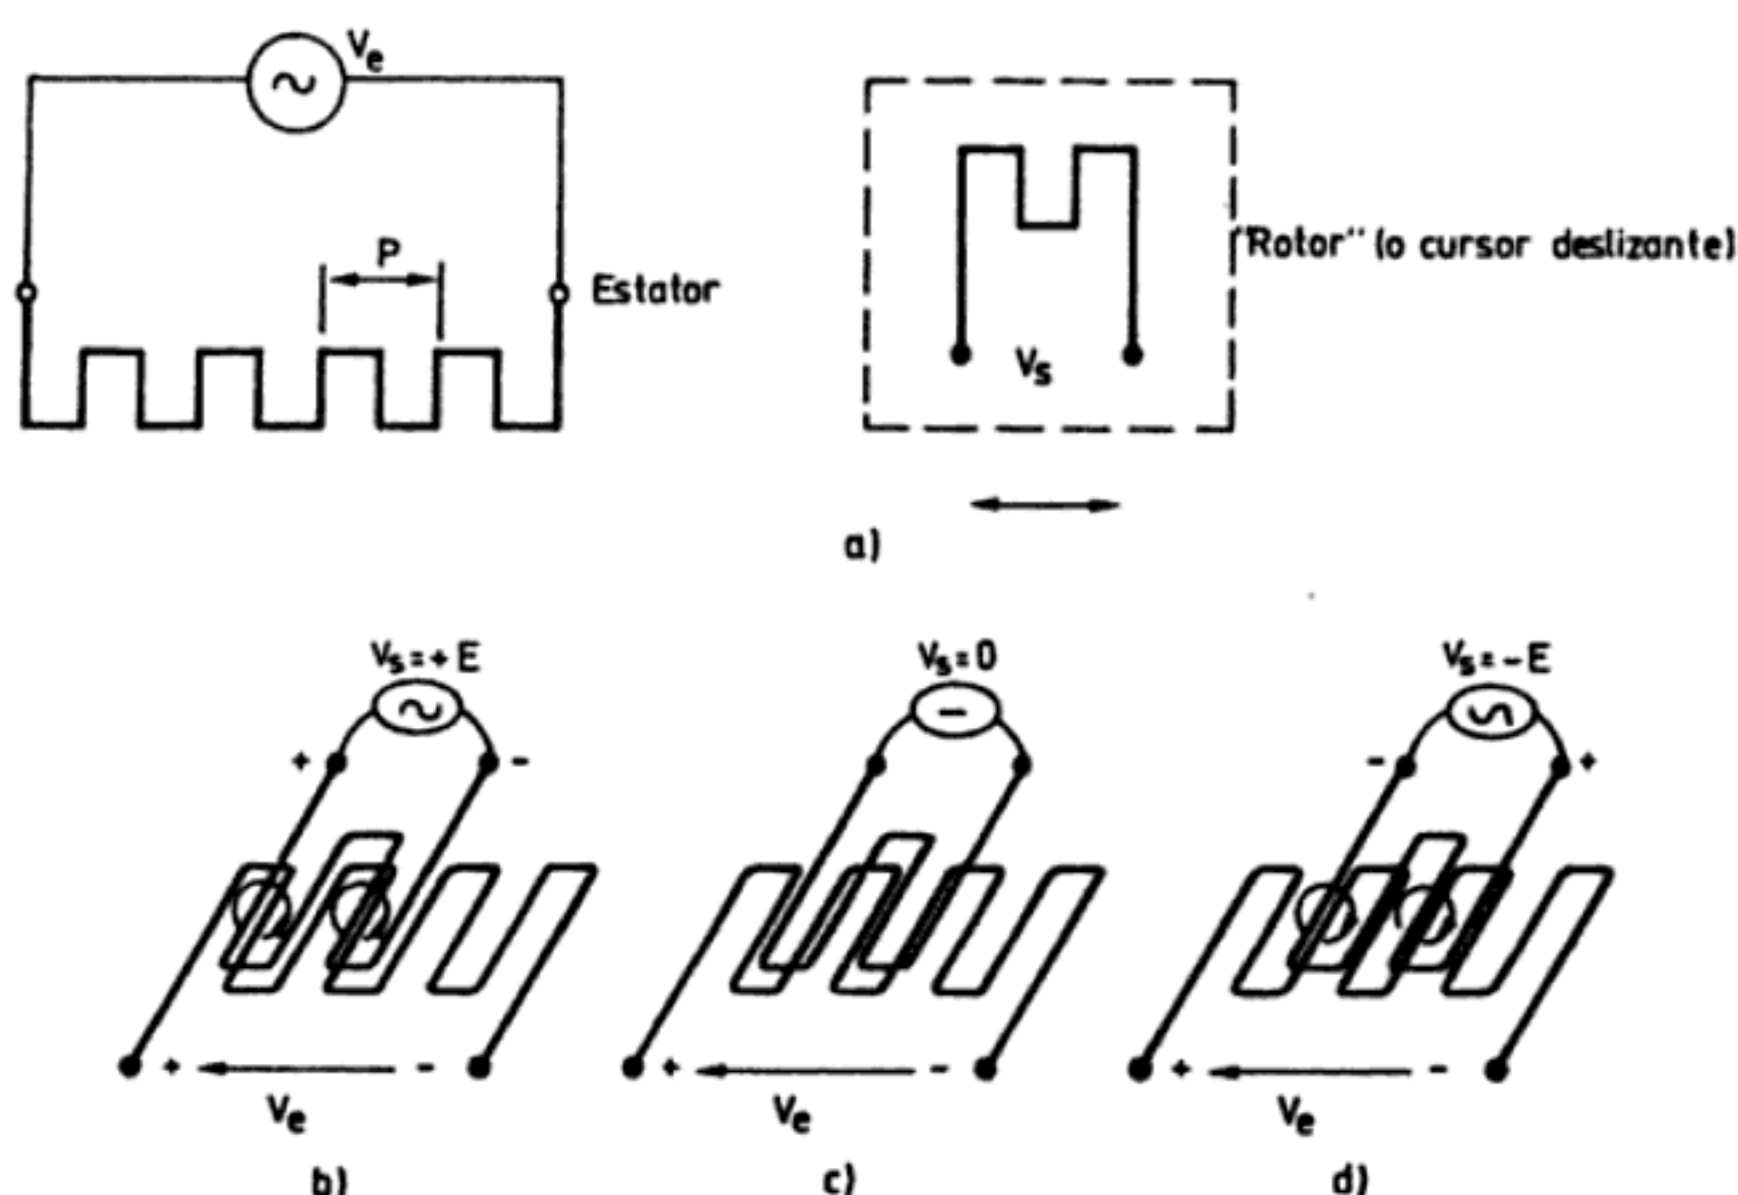 Ve
P
Estator
"Rotor" (o cursor deslizante)
Vs
a)
Vs = + E
Vs = 0
Vs = - E
+ -
- +
+ -
Ve
+ -
Ve
+ -
Ve
b)
c)
d)